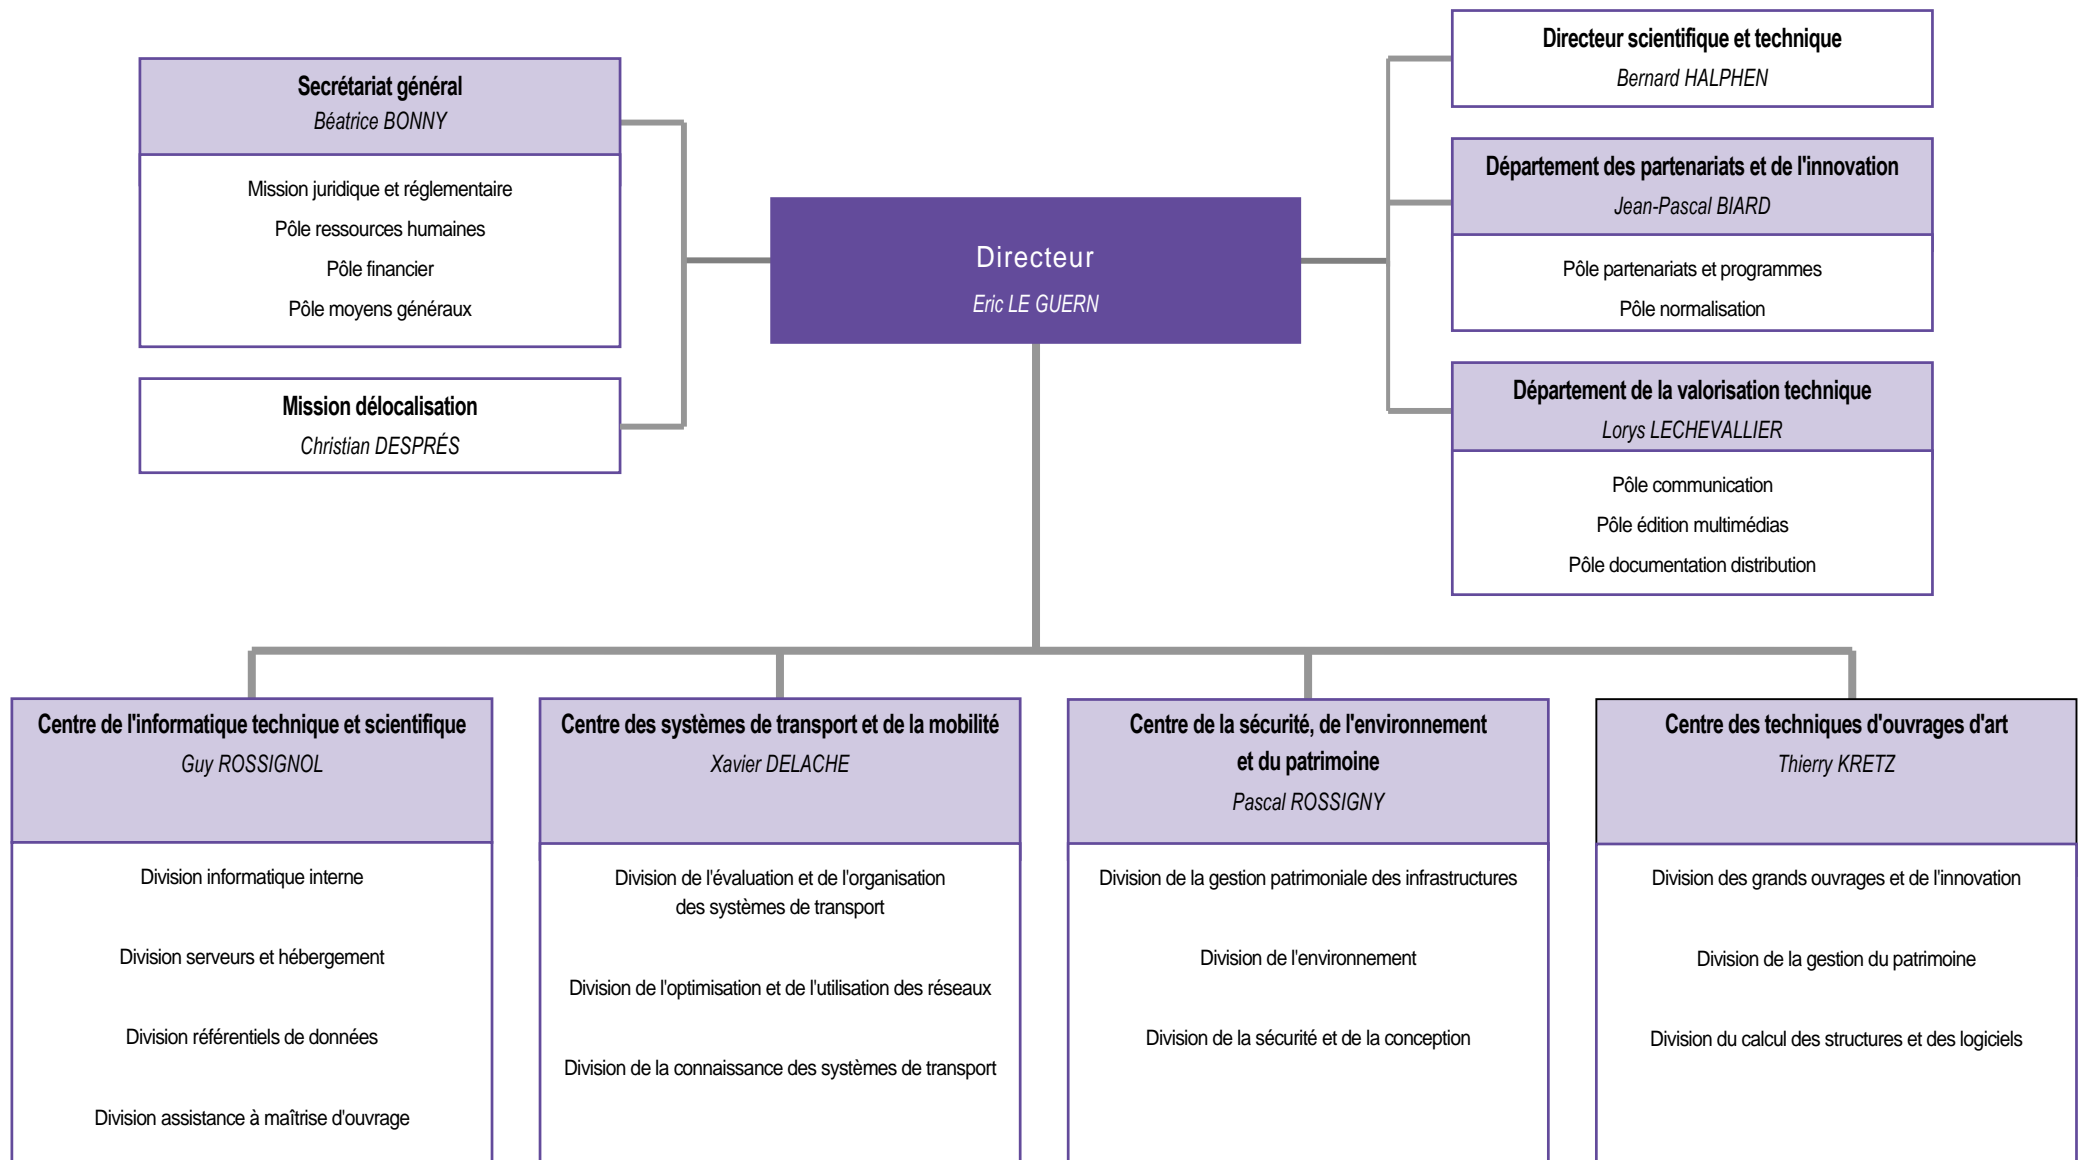 Secrétariat général
Béatrice BONNY
Mission juridique et réglementaire
Pôle ressources humaines
Pôle financier
Pôle moyens généraux
Mission délocalisation
Christian DESPRÉS
Directeur
Eric LE GUERN
Directeur scientifique et technique
Bernard HALPHEN
Département des partenariats et de l'innovation
Jean-Pascal BIARD
Pôle partenariats et programmes
Pôle normalisation
Département de la valorisation technique
Lorys LECHEVALLIER
Pôle communication
Pôle édition multimédias
Pôle documentation distribution
Centre de l'informatique technique et scientifique
Guy ROSSIGNOL
Division informatique interne
Division serveurs et hébergement
Division référentiels de données
Division assistance à maîtrise d'ouvrage
Centre des systèmes de transport et de la mobilité
Xavier DELACHE
Division de l'évaluation et de l'organisation
des systèmes de transport
Division de l'optimisation et de l'utilisation des réseaux
Division de la connaissance des systèmes de transport
Centre de la sécurité, de l'environnement
et du patrimoine
Pascal ROSSIGNY
Division de la gestion patrimoniale des infrastructures
Division de l'environnement
Division de la sécurité et de la conception
Centre des techniques d'ouvrages d'art
Thierry KRETZ
Division des grands ouvrages et de l'innovation
Division de la gestion du patrimoine
Division du calcul des structures et des logiciels